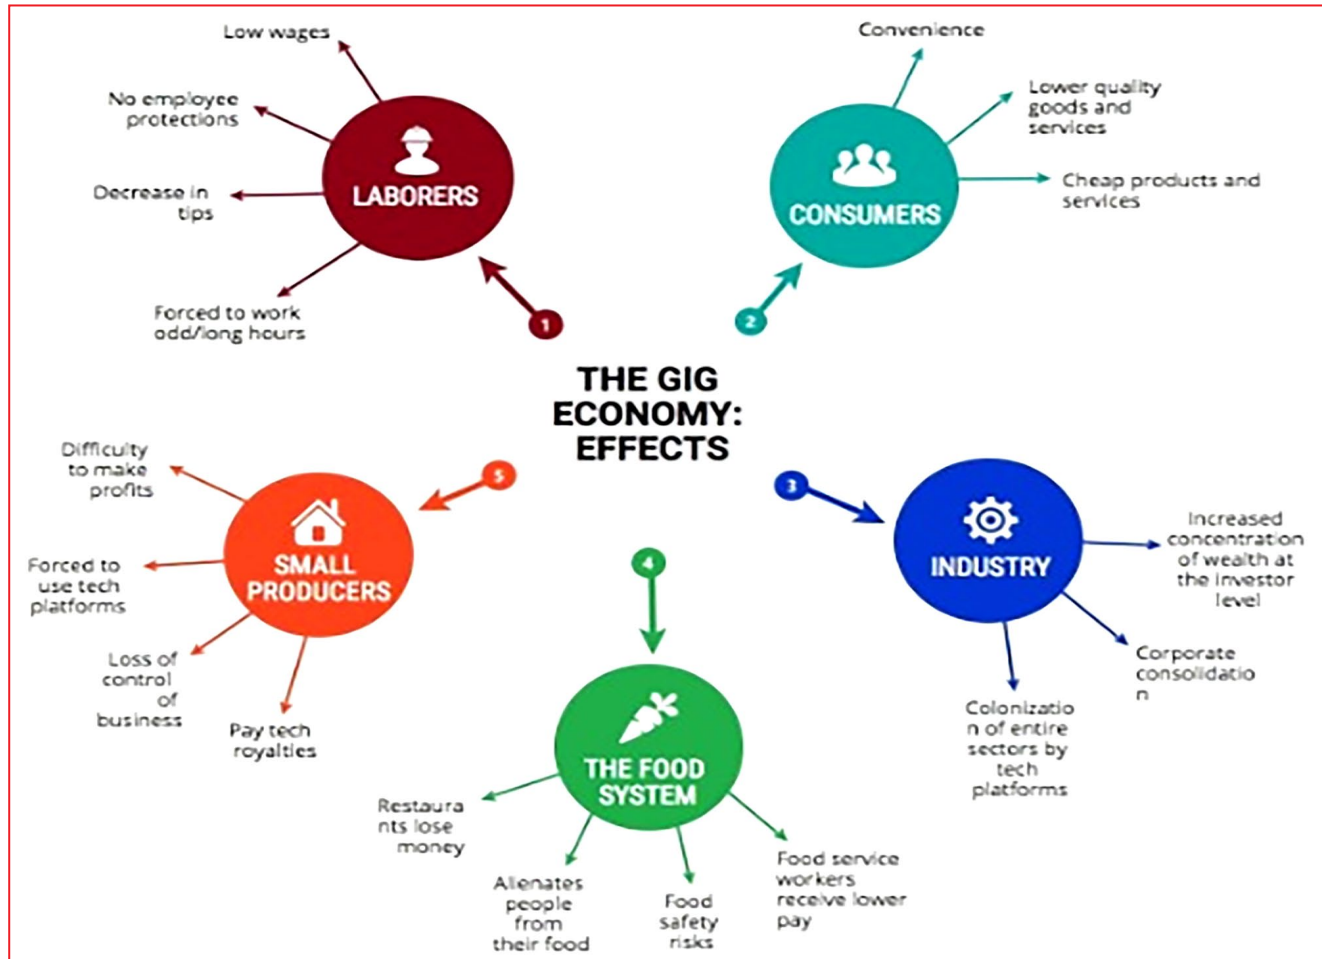 THE GIG
ECONOMY:
EFFECTS
1
LABORERS
Low wages
No employee
protections
Decrease in
tips
Forced to work
odd/long hours
2
CONSUMERS
Convenience
Lower quality
goods and
services
Cheap products and
services
3
INDUSTRY
Increased
concentration
of wealth at
the investor
level
Corporate
consolidatio
n
Colonizatio
n of entire
sectors by
tech
platforms
4
THE FOOD
SYSTEM
Food service
workers
receive lower
pay
Food
safety
risks
Alienates
people
from
their food
Restaura
nts lose
money
5
SMALL
PRODUCERS
Difficulty
to make
profits
Forced to
use tech
platforms
Loss of
control
of
business
Pay tech
royalties